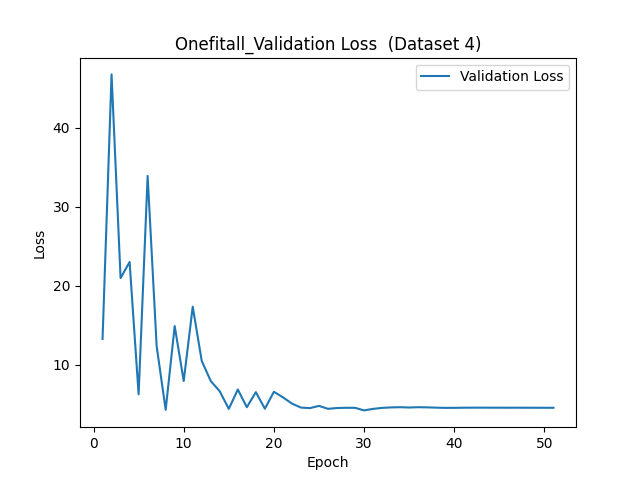 Onefitall_Validation Loss  (Dataset 4)
Validation Loss
Loss
40
30
20
10
0 10 20 30 40 50
Epoch